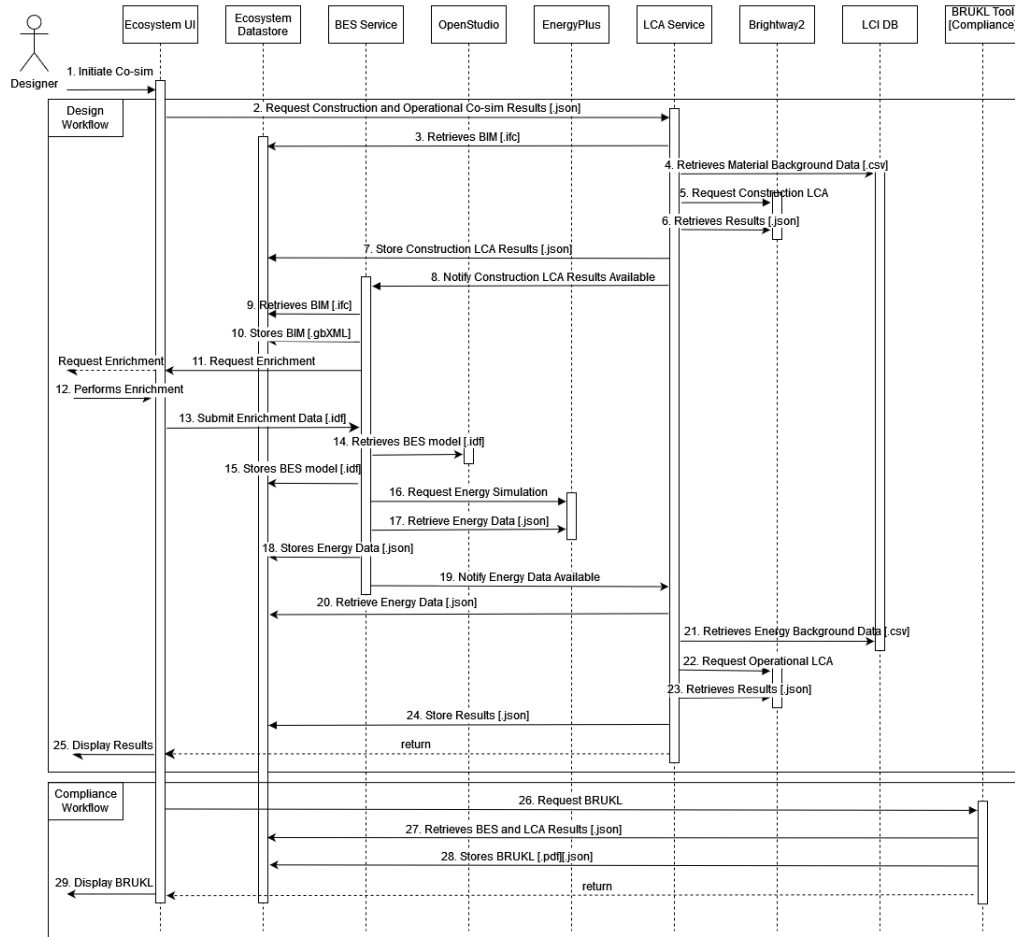 Ecosystem UI
Ecosystem
Datastore
BES Service
OpenStudio
EnergyPlus
LCA Service
Brightway2
LCI DB
BRUKL Tool
[Compliance]
Designer
1. Initiate Co-sim
Design
Workflow
2. Request Construction and Operational Co-sim Results [.json]
3. Retrieves BIM [.ifc]
4. Retrieves Material Background Data [.csv]
5. Request Construction LCA
6. Retrieves Results [.json]
7. Store Construction LCA Results [.json]
8. Notify Construction LCA Results Available
9. Retrieves BIM [.ifc]
10. Stores BIM [.gbXML]
Request Enrichment
11. Request Enrichment
12. Performs Enrichment
13. Submit Enrichment Data [.idf]
14. Retrieves BES model [.idf]
15. Stores BES model [.idf]
16. Request Energy Simulation
17. Retrieve Energy Data [.json]
18. Stores Energy Data [.json]
19. Notify Energy Data Available
20. Retrieve Energy Data [.json]
21. Retrieves Energy Background Data [.csv]
22. Request Operational LCA
23. Retrieves Results [.json]
24. Store Results [.json]
25. Display Results
return
Compliance
Workflow
26. Request BRUKL
27. Retrieves BES and LCA Results [.json]
28. Stores BRUKL [.pdf][.json]
29. Display BRUKL
return